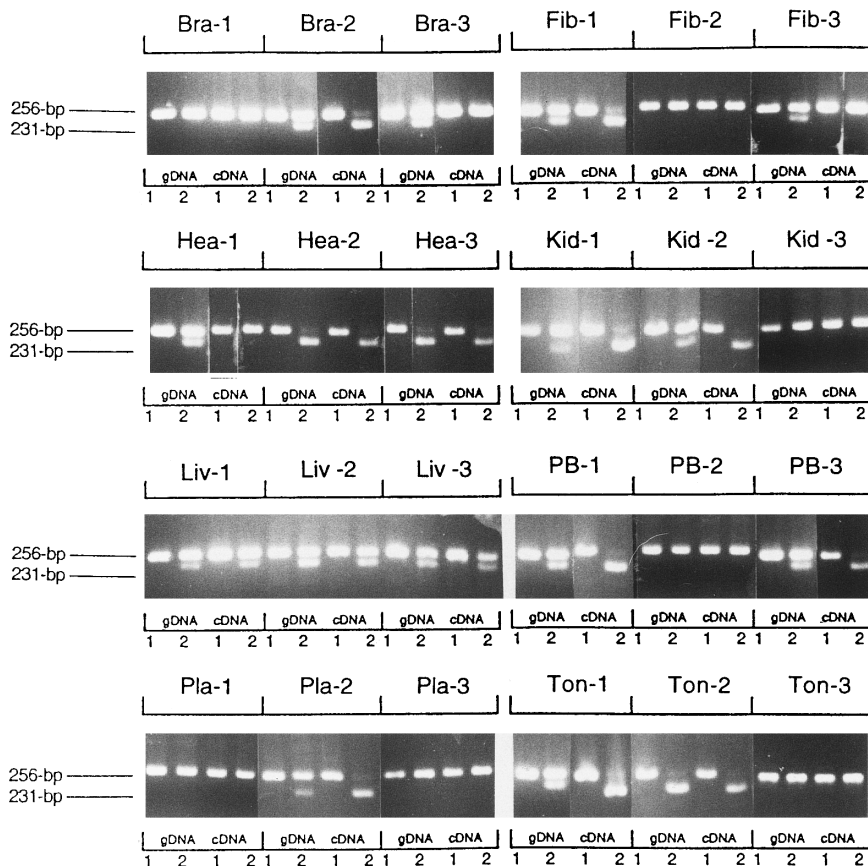 Bra-1 Bra-2 Bra-3 Fib-1 Fib-2 Fib-3
256-bp
231-bp
gDNA cDNA gDNA cDNA gDNA cDNA gDNA cDNA gDNA cDNA gDNA cDNA
1 2 1 2 1 2 1 2 1 2 1 2 1 2 1 2 1 2 1 2 1 2 1 2
Hea-1 Hea-2 Hea-3 Kid-1 Kid -2 Kid -3
256-bp
231-bp
gDNA cDNA gDNA cDNA gDNA cDNA gDNA cDNA gDNA cDNA gDNA cDNA
1 2 1 2 1 2 1 2 1 2 1 2 1 2 1 2 1 2 1 2 1 2 1 2
Liv-1 Liv -2 Liv -3 PB-1 PB-2 PB-3
256-bp
231-bp
gDNA cDNA gDNA cDNA gDNA cDNA gDNA cDNA gDNA cDNA gDNA cDNA
1 2 1 2 1 2 1 2 1 2 1 2 1 2 1 2 1 2 1 2 1 2 1 2
Pla-1 Pla-2 Pla-3 Ton-1 Ton-2 Ton-3
256-bp
231-bp
gDNA cDNA gDNA cDNA gDNA cDNA gDNA cDNA gDNA cDNA gDNA cDNA
1 2 1 2 1 2 1 2 1 2 1 2 1 2 1 2 1 2 1 2 1 2 1 2